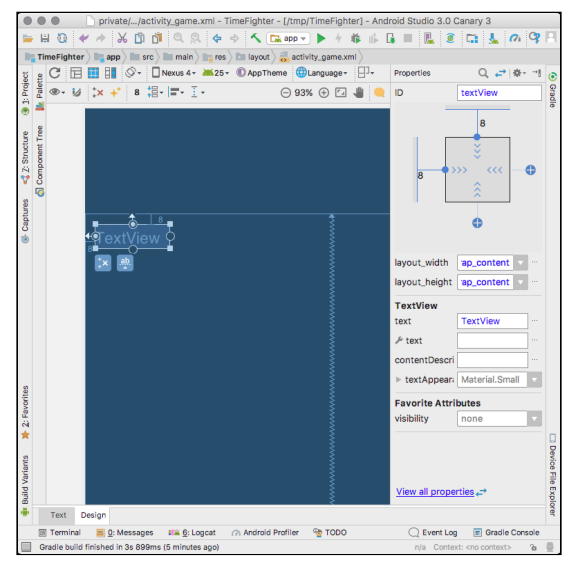 private/.../activity_game.xml - TimeFighter - [/tmp/TimeFighter] - Android Studio 3.0 Canary 3
app
TimeFighter app src main res layout activity_game.xml
Nexus 4 25 AppTheme Language
8 93%
Properties
ID textView
1: Project
Z: Structure
Captures
2: Favorites
Build Variants
Palette
Component Tree
8
8
TextView
8
8
8
layout_width ap_content
layout_height ap_content
TextView
text TextView
text
contentDescri
textAppear Material.Small
Favorite Attributes
visibility none
View all properties
Gradle
Device File Explorer
Text Design
Terminal 0: Messages 6: Logcat Android Profiler TODO Event Log Gradle Console
Gradle build finished in 3s 899ms (5 minutes ago) n/a Context: <no context>